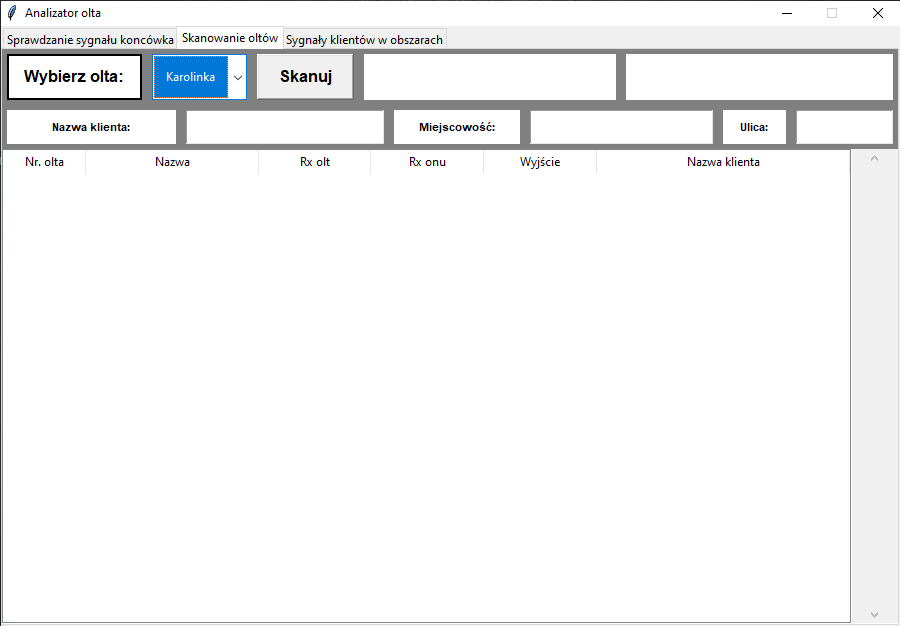 Analizator olta
Sprawdzanie sygnału koncówka Skanowanie oltów Sygnały klientów w obszarach
Wybierz olta: Karolinka Skanuj
Nazwa klienta: Miejscowość: Ulica:
Nr. olta Nazwa Rx olt Rx onu Wyjście Nazwa klienta